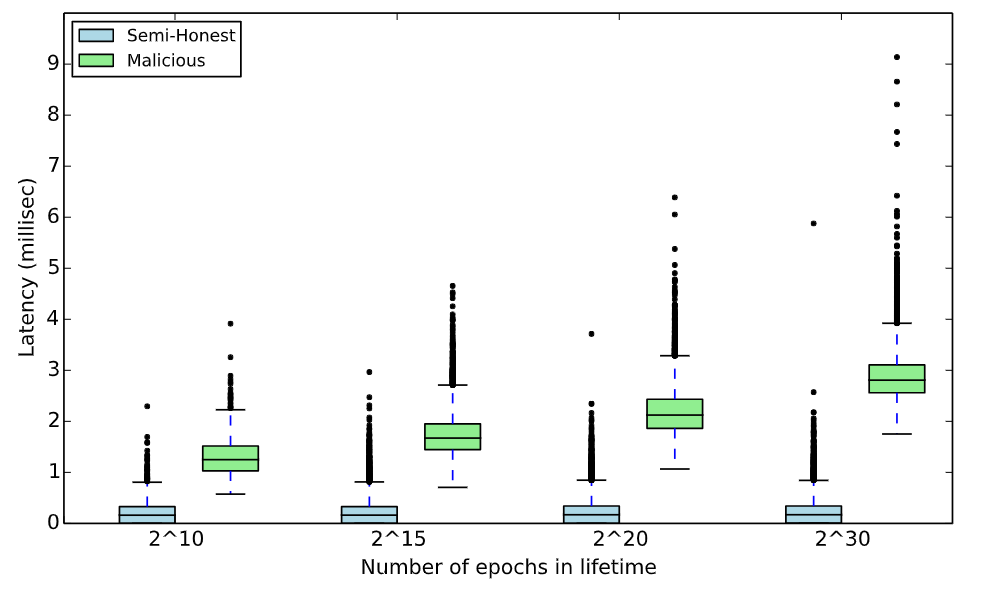 Semi-Honest
Malicious
9
8
7
6
5
4
3
2
1
0
Latency (millisec)
2^10 2^15 2^20 2^30
Number of epochs in lifetime